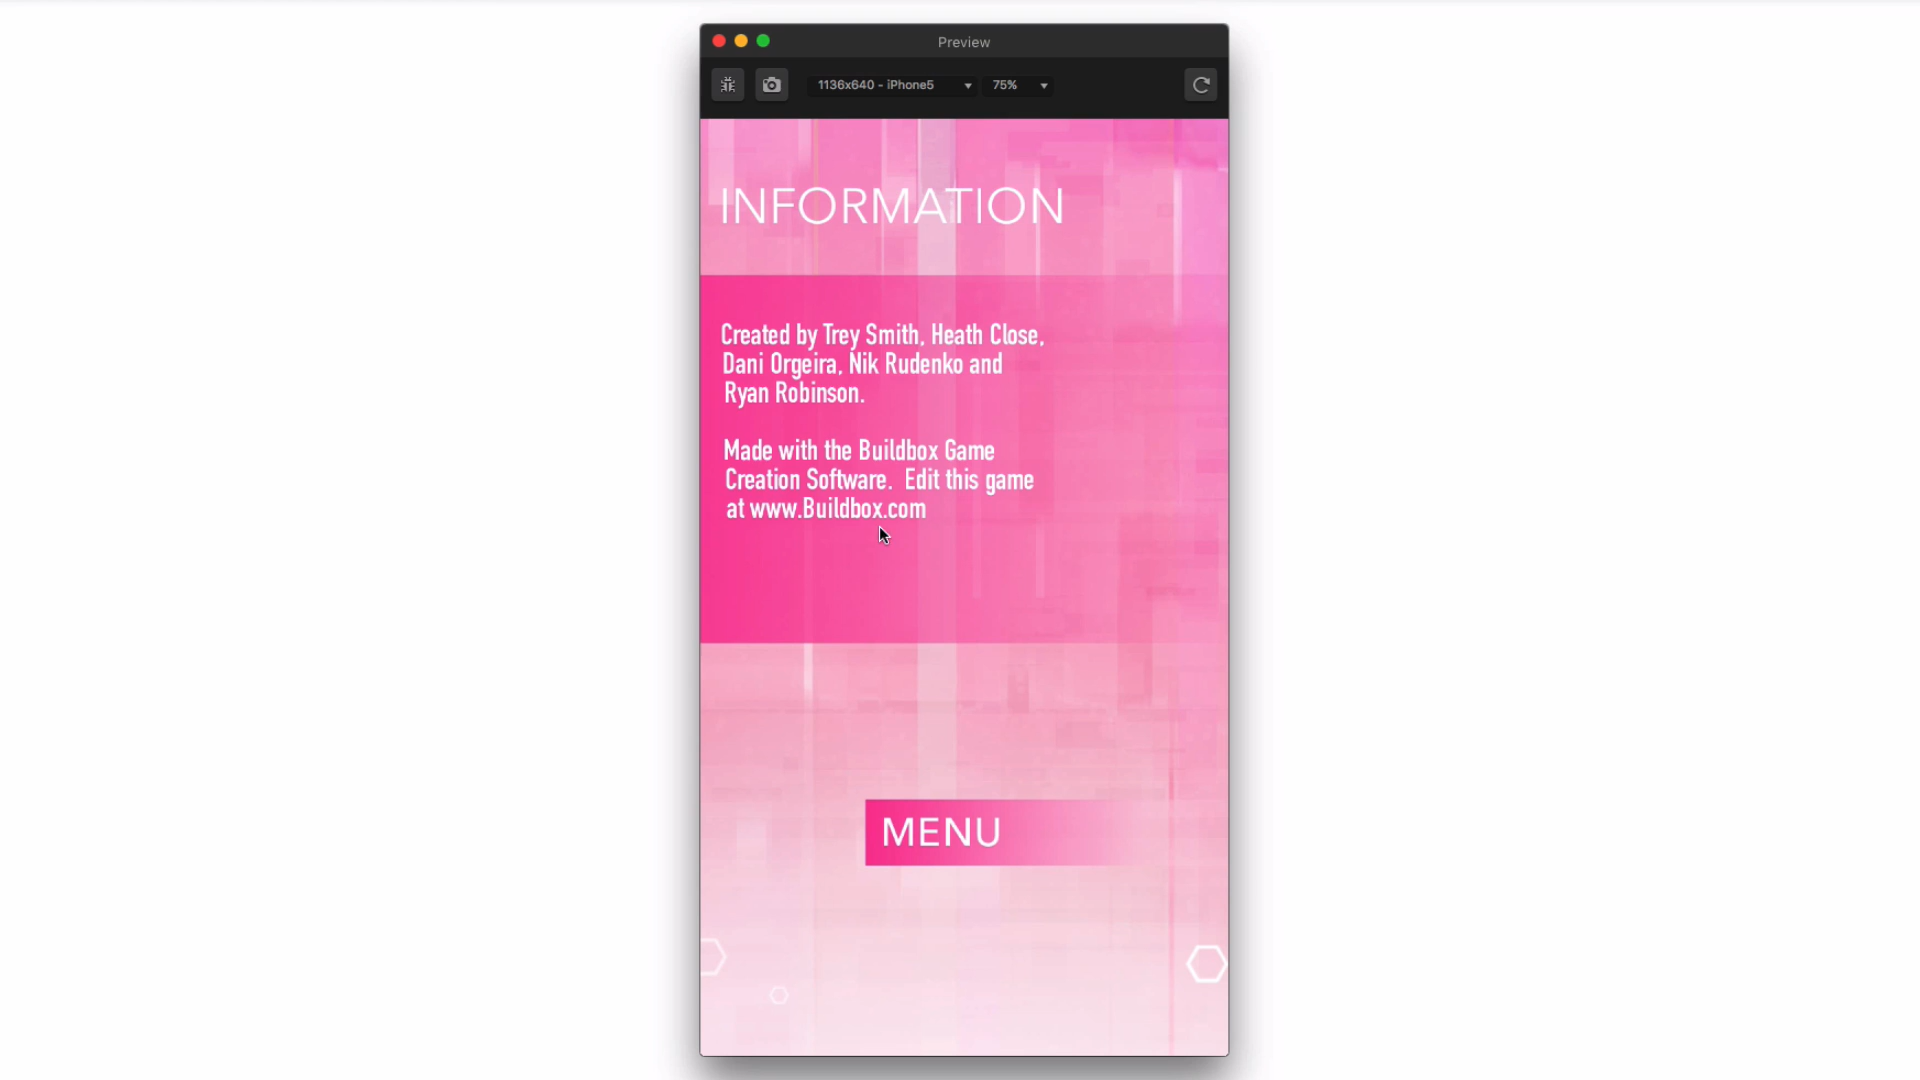 Preview
1136x640 - iPhone5 75%
INFORMATION
Created by Trey Smith, Heath Close,
Dani Orgeira, Nik Rudenko and
Ryan Robinson.
Made with the Buildbox Game
Creation Software.  Edit this game
at www.Buildbox.com
MENU